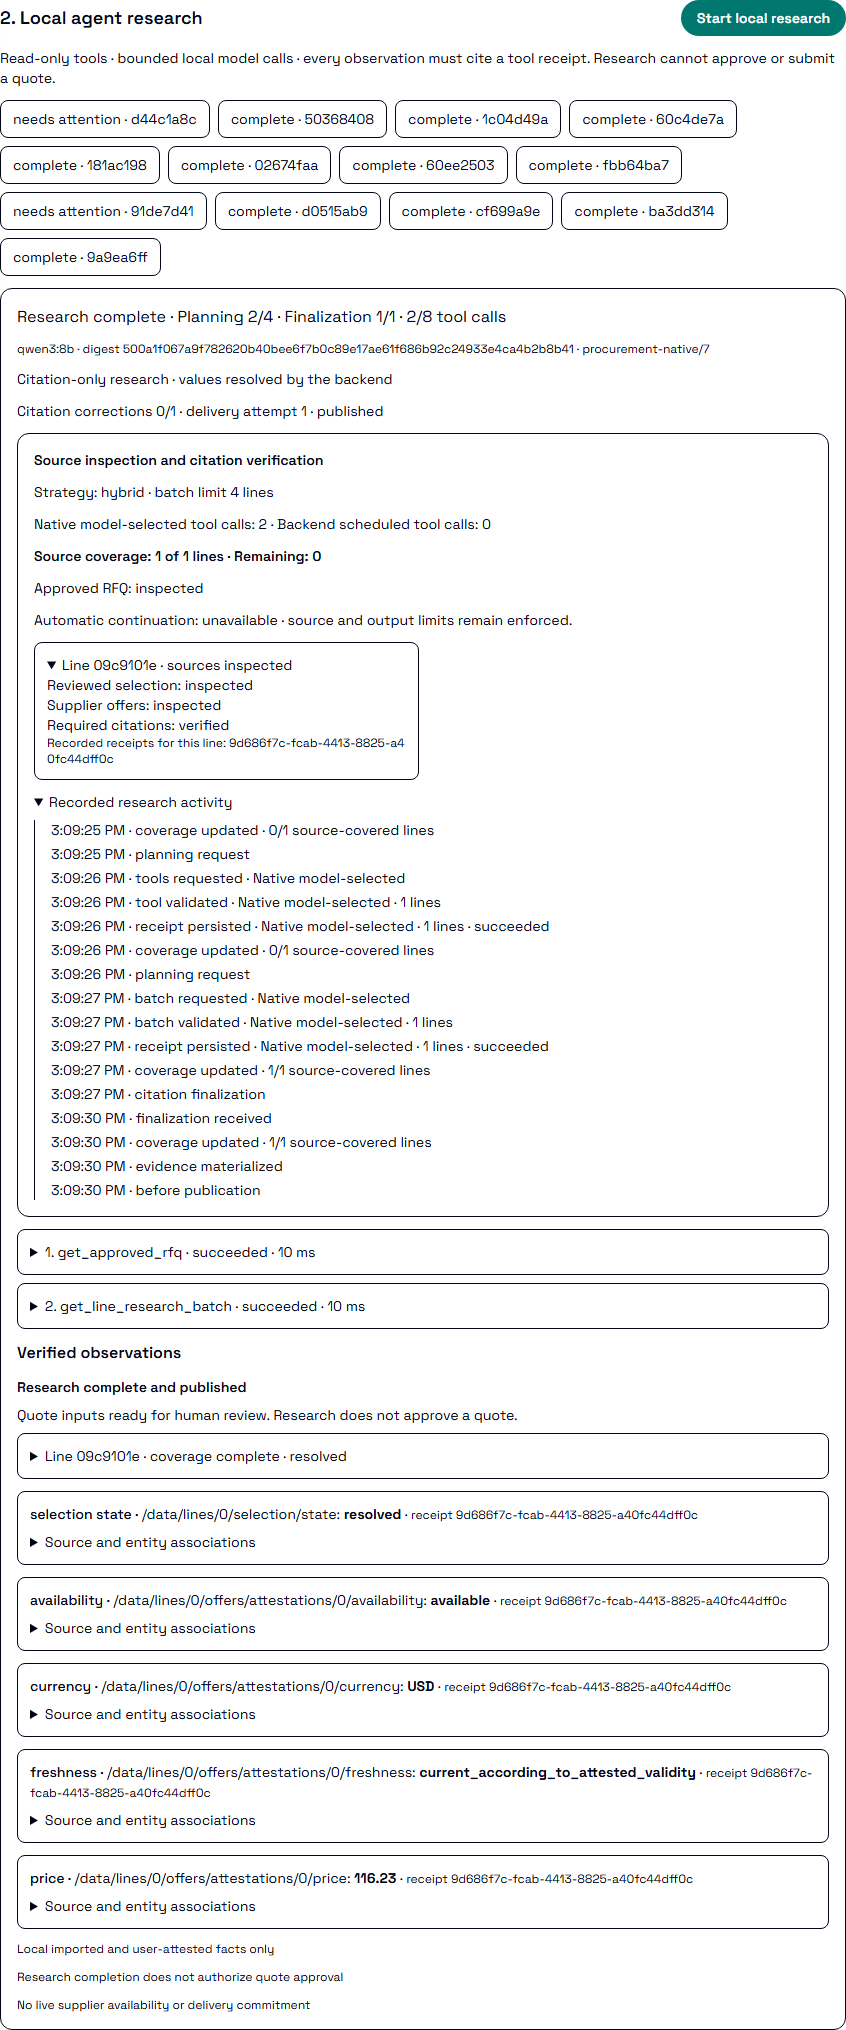 2. Local agent research
Start local research
Read-only tools · bounded local model calls · every observation must cite a tool receipt. Research cannot approve or submit
a quote.
needs attention · d44c1a8c
complete · 50368408
complete · 1c04d49a
complete · 60c4de7a
complete · 181ac198
complete · 02674faa
complete · 60ee2503
complete · fbb64ba7
needs attention · 91de7d41
complete · d0515ab9
complete · cf699a9e
complete · ba3dd314
complete · 9a9ea6ff
Research complete · Planning 2/4 · Finalization 1/1 · 2/8 tool calls
qwen3:8b · digest 500a1f067a9f782620b40bee6f7b0c89e17ae61f686b92c24933e4ca4b2b8b41 · procurement-native/7
Citation-only research · values resolved by the backend
Citation corrections 0/1 · delivery attempt 1 · published
Source inspection and citation verification
Strategy: hybrid · batch limit 4 lines
Native model-selected tool calls: 2 · Backend scheduled tool calls: 0
Source coverage: 1 of 1 lines · Remaining: 0
Approved RFQ: inspected
Automatic continuation: unavailable · source and output limits remain enforced.
▼ Line 09c9101e · sources inspected
Reviewed selection: inspected
Supplier offers: inspected
Required citations: verified
Recorded receipts for this line: 9d686f7c-fcab-4413-8825-a4
0fc44dff0c
▼ Recorded research activity
3:09:25 PM · coverage updated · 0/1 source-covered lines
3:09:25 PM · planning request
3:09:26 PM · tools requested · Native model-selected
3:09:26 PM · tool validated · Native model-selected · 1 lines
3:09:26 PM · receipt persisted · Native model-selected · 1 lines · succeeded
3:09:26 PM · coverage updated · 0/1 source-covered lines
3:09:26 PM · planning request
3:09:27 PM · batch requested · Native model-selected
3:09:27 PM · batch validated · Native model-selected · 1 lines
3:09:27 PM · receipt persisted · Native model-selected · 1 lines · succeeded
3:09:27 PM · coverage updated · 1/1 source-covered lines
3:09:27 PM · citation finalization
3:09:30 PM · finalization received
3:09:30 PM · coverage updated · 1/1 source-covered lines
3:09:30 PM · evidence materialized
3:09:30 PM · before publication
▶ 1. get_approved_rfq · succeeded · 10 ms
▶ 2. get_line_research_batch · succeeded · 10 ms
Verified observations
Research complete and published
Quote inputs ready for human review. Research does not approve a quote.
▶ Line 09c9101e · coverage complete · resolved
selection state · /data/lines/0/selection/state: resolved · receipt 9d686f7c-fcab-4413-8825-a40fc44dff0c
▶ Source and entity associations
availability · /data/lines/0/offers/attestations/0/availability: available · receipt 9d686f7c-fcab-4413-8825-a40fc44dff0c
▶ Source and entity associations
currency · /data/lines/0/offers/attestations/0/currency: USD · receipt 9d686f7c-fcab-4413-8825-a40fc44dff0c
▶ Source and entity associations
freshness · /data/lines/0/offers/attestations/0/freshness: current_according_to_attested_validity · receipt 9d686f7c-
fcab-4413-8825-a40fc44dff0c
▶ Source and entity associations
price · /data/lines/0/offers/attestations/0/price: 116.23 · receipt 9d686f7c-fcab-4413-8825-a40fc44dff0c
▶ Source and entity associations
Local imported and user-attested facts only
Research completion does not authorize quote approval
No live supplier availability or delivery commitment